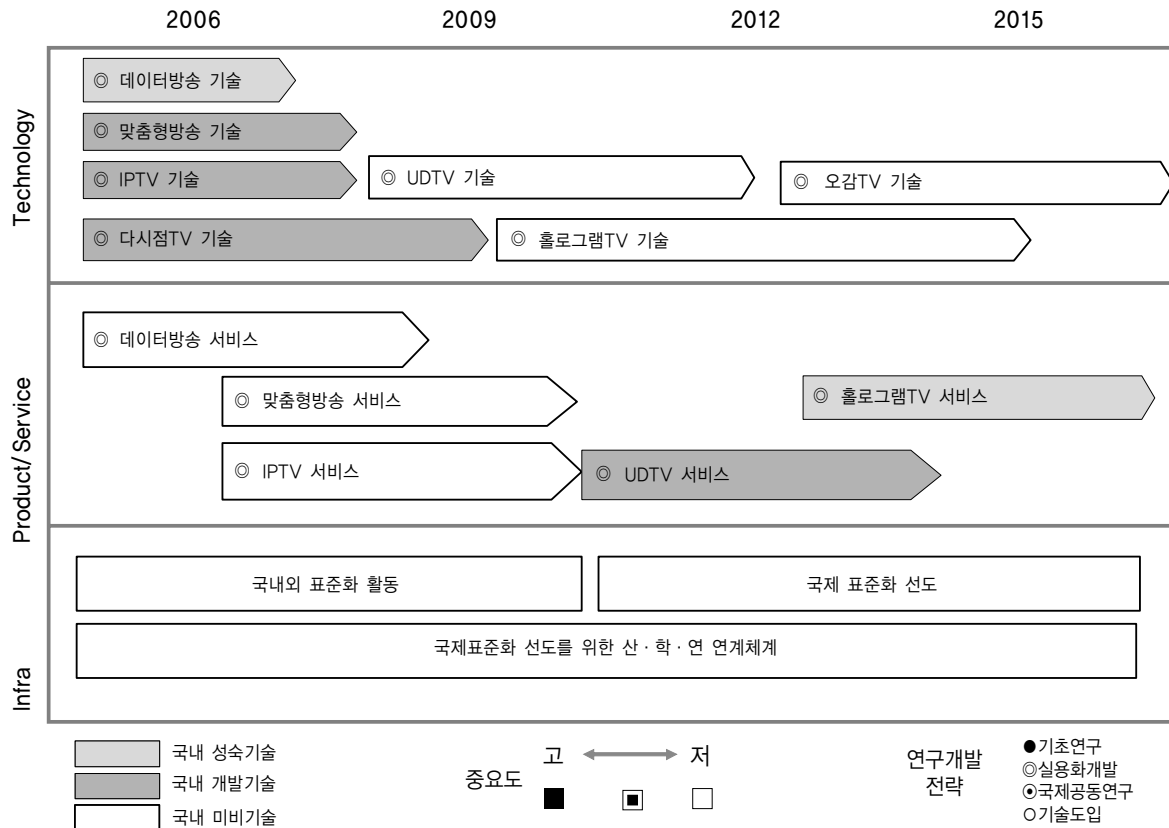 2006 2009 2012 2015
Technology
◎ 데이터방송 기술
◎ 맞춤형방송 기술
◎ IPTV 기술
◎ UDTV 기술
◎ 오감TV 기술
◎ 다시점TV 기술
◎ 홀로그램TV 기술
Product/Service
◎ 데이터방송 서비스
◎ 맞춤형방송 서비스
◎ 홀로그램TV 서비스
◎ IPTV 서비스
◎ UDTV 서비스
Infra
국내외 표준화 활동
국제 표준화 선도
국제표준화 선도를 위한 산·학·연 연계체계
국내 성숙기술
국내 개발기술
국내 미비기술
중요도
고 저
연구개발
전략
●기초연구
◎실용화개발
⊙국제공동연구
○기술도입